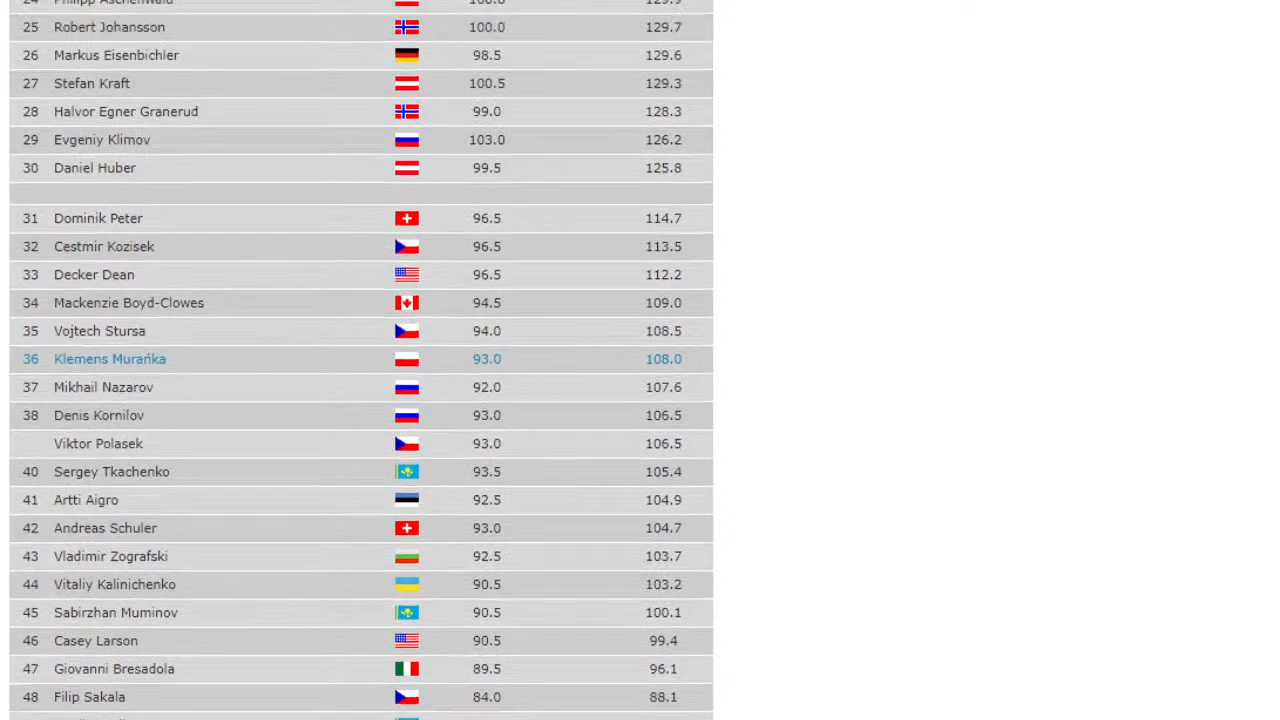 25 Robert Johansson 100.0 129.7
26 Markus Eisenbichler 98.5 129.6
27 Stefan Kraft 100.5 129.3
28 Halvor Egner Granerud 99.0 128.3
29 Evgeniy Klimov 103.0 126.2
30 Daniel Huber 99.5 125.8
31 Dominik Peter 96.5 114.7
32 Cestmir Kozisek 96.5 113.5
33 Decker Dean 96.5 112.2
34 Mackenzie Boyd-Clowes 94.5 109.0
35 Vojtech Stursa 94.0 108.5
36 Klemens Murańka 93.0 108.0
37 Mikhail Nazarov 92.0 107.6
38 Denis Kornilov 93.0 106.5
Viktor Polasek 93.0 106.5
40 Sergey Tkachenko 93.5 105.4
41 Artti Aigro 92.5 104.9
42 Andreas Schuler 93.0 104.7
43 Vladimir Zografski 92.5 103.7
44 Vitaliy Kalinichenko 90.5 103.2
45 Sabirzhan Muminov 90.5 100.1
46 Casey Larson 90.5 99.4
47 Giovanni Bresadola 89.5 96.1
48 Filip Sakala 84.0 88.1